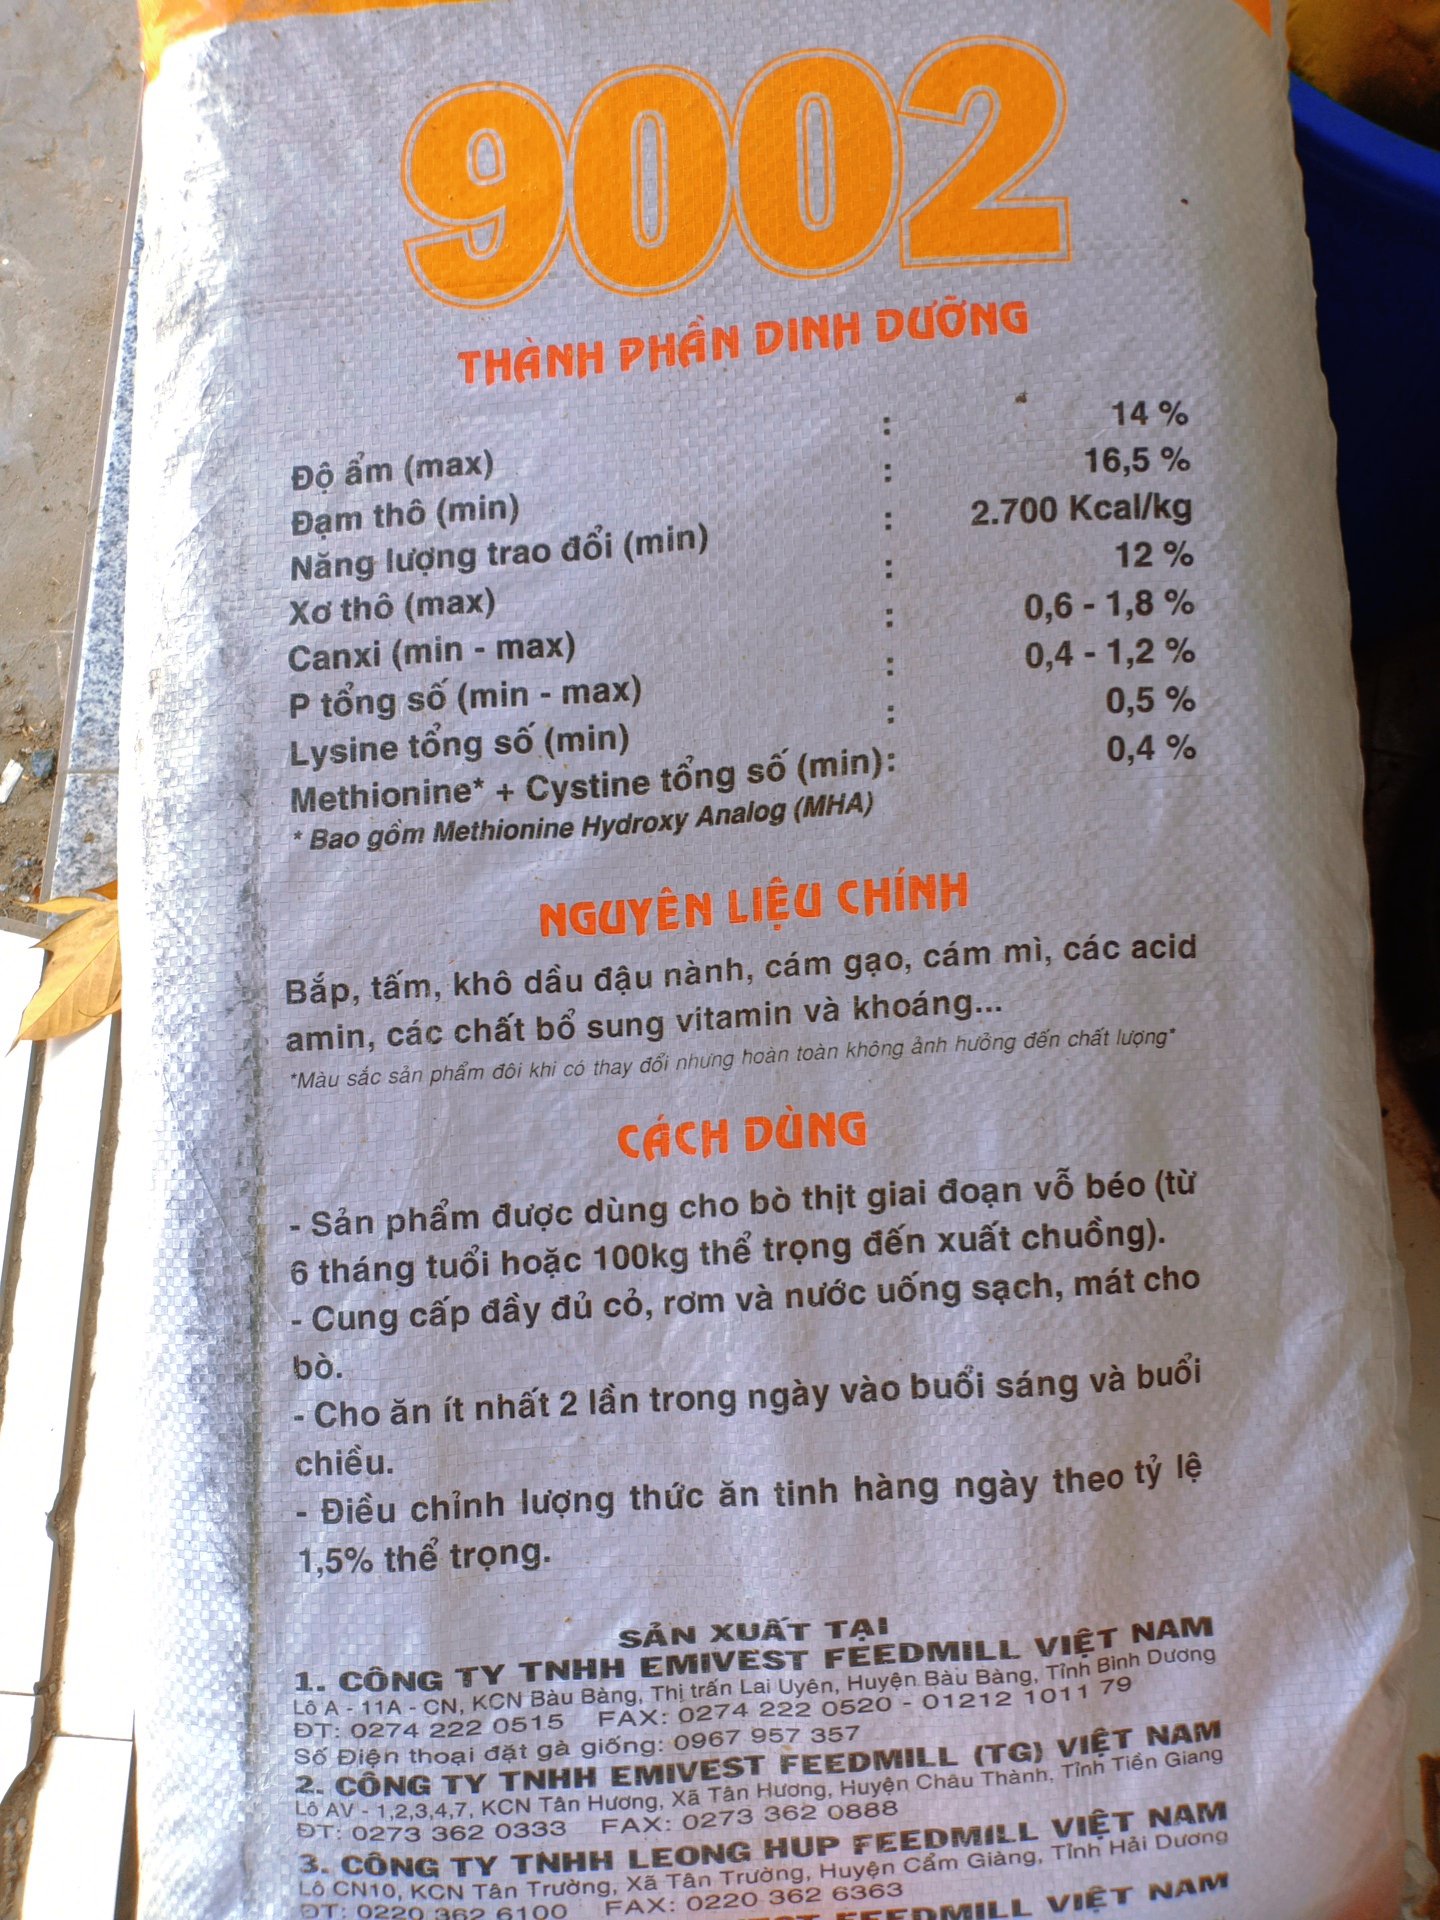 9002
THÀNH PHẦN DINH DƯỠNG
Độ ẩm (max) : 14 %
Đạm thô (min) : 16,5 %
Năng lượng trao đổi (min) : 2.700 Kcal/kg
Xơ thô (max) : 12 %
Canxi (min - max) : 0,6 - 1,8 %
P tổng số (min - max) : 0,4 - 1,2 %
Lysine tổng số (min) : 0,5 %
Methionine* + Cystine tổng số (min): 0,4 %
* Bao gồm Methionine Hydroxy Analog (MHA)
NGUYÊN LIỆU CHÍNH
Bắp, tấm, khô dầu đậu nành, cám gạo, cám mì, các acid
amin, các chất bổ sung vitamin và khoáng...
*Màu sắc sản phẩm đôi khi có thay đổi nhưng hoàn toàn không ảnh hưởng đến chất lượng*
CÁCH DÙNG
- Sản phẩm được dùng cho bò thịt giai đoạn vỗ béo (từ
6 tháng tuổi hoặc 100kg thể trọng đến xuất chuồng).
- Cung cấp đầy đủ cỏ, rơm và nước uống sạch, mát cho
bò.
- Cho ăn ít nhất 2 lần trong ngày vào buổi sáng và buổi
chiều.
- Điều chỉnh lượng thức ăn tinh hàng ngày theo tỷ lệ
1,5% thể trọng.
SẢN XUẤT TẠI
1. CÔNG TY TNHH EMIVEST FEEDMILL VIỆT NAM
Lô A - 11A - CN, KCN Bàu Bàng, Thị trấn Lai Uyên, Huyện Bàu Bàng, Tỉnh Bình Dương
ĐT: 0274 222 0515 FAX: 0274 222 0520 - 01212 1011 79
Số Điện thoại đặt gà giống: 0967 957 357
2. CÔNG TY TNHH EMIVEST FEEDMILL (TG) VIỆT NAM
Lô AV - 1,2,3,4,7, KCN Tân Hương, Xã Tân Hương, Huyện Châu Thành, Tỉnh Tiền Giang
ĐT: 0273 362 0333 FAX: 0273 362 0888
3. CÔNG TY TNHH LEONG HUP FEEDMILL VIỆT NAM
Lô CN10, KCN Tân Trường, Xã Tân Trường, Huyện Cẩm Giàng, Tỉnh Hải Dương
ĐT: 0220 362 6100 FAX: 0220 362 6363
FEEDMILL VIỆT NAM